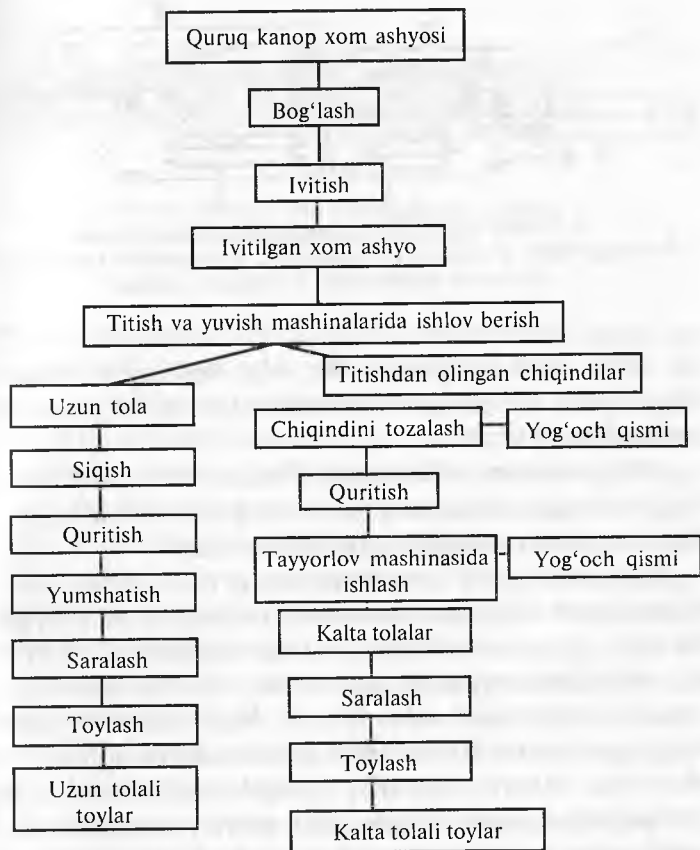 Quruq kanop xom ashyosi
Bog‘lash
Ivitish
Ivitilgan xom ashyo
Titish va yuvish mashinalarida ishlov berish
Titishdan olingan chiqindilar
Uzun tola
Siqish
Quritish
Yumshatish
Saralash
Toylash
Uzun tolali
toylar
Chiqindini tozalash
Yog‘och qismi
Quritish
Tayyorlov mashinasida
ishlash
Yog‘och qismi
Kalta tolalar
Saralash
Toylash
Kalta tolali toylar